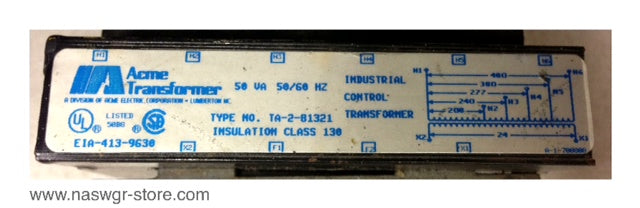 H1 H2 H3 H4 H5 H6
Acme
Transformer
A DIVISION OF ACME ELECTRIC CORPORATION • LUMBERTON NC
50 VA 50/60 HZ
INDUSTRIAL
CONTROL
TRANSFORMER
UL LISTED
508G
TYPE NO. TA-2-81321
INSULATION CLASS 130
EIA-413-9630
H1 H6
480
380 H5
277 H4
240 H3
208 H2
X2 24 X1
X2 F1 F2 X1
www.naswgr-store.com